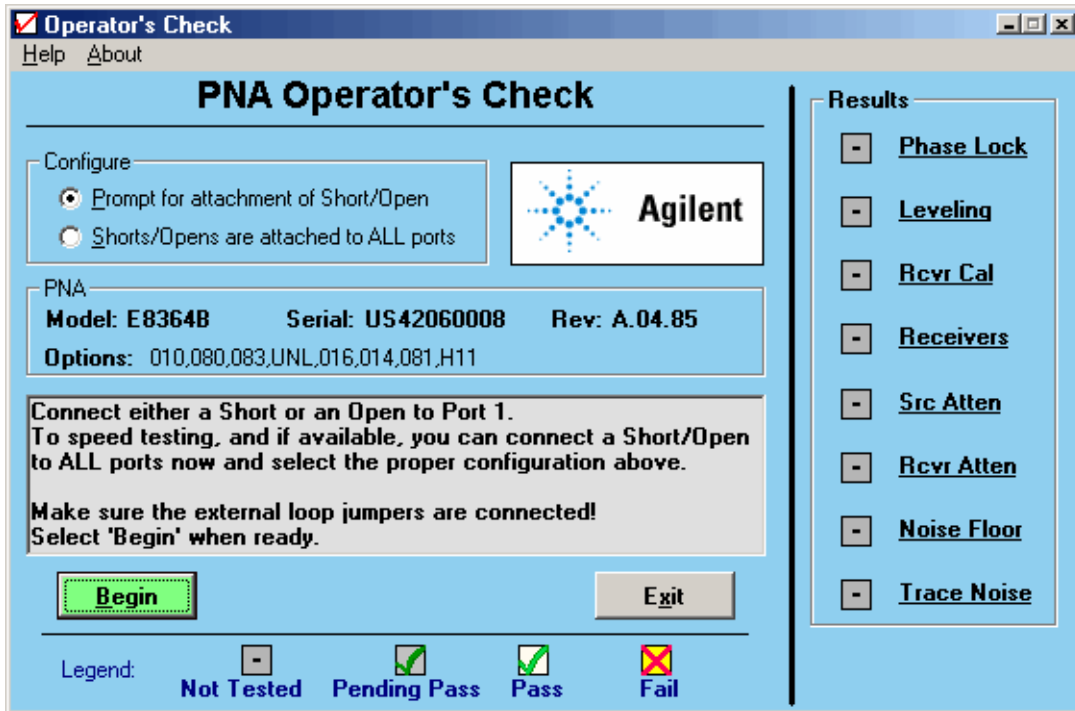 Operator's Check
Help About
PNA Operator's Check
Configure
Prompt for attachment of Short/Open
Shorts/Opens are attached to ALL ports
Agilent
PNA
Model: E8364B Serial: US42060008 Rev: A.04.85
Options: 010,080,083,UNL,016,014,081,H11
Connect either a Short or an Open to Port 1.
To speed testing, and if available, you can connect a Short/Open
to ALL ports now and select the proper configuration above.
Make sure the external loop jumpers are connected!
Select 'Begin' when ready.
Begin
Exit
Legend:
- Not Tested
Pending Pass
Pass
Fail
Results
- Phase Lock
- Leveling
- Rcvr Cal
- Receivers
- Src Atten
- Rcvr Atten
- Noise Floor
- Trace Noise